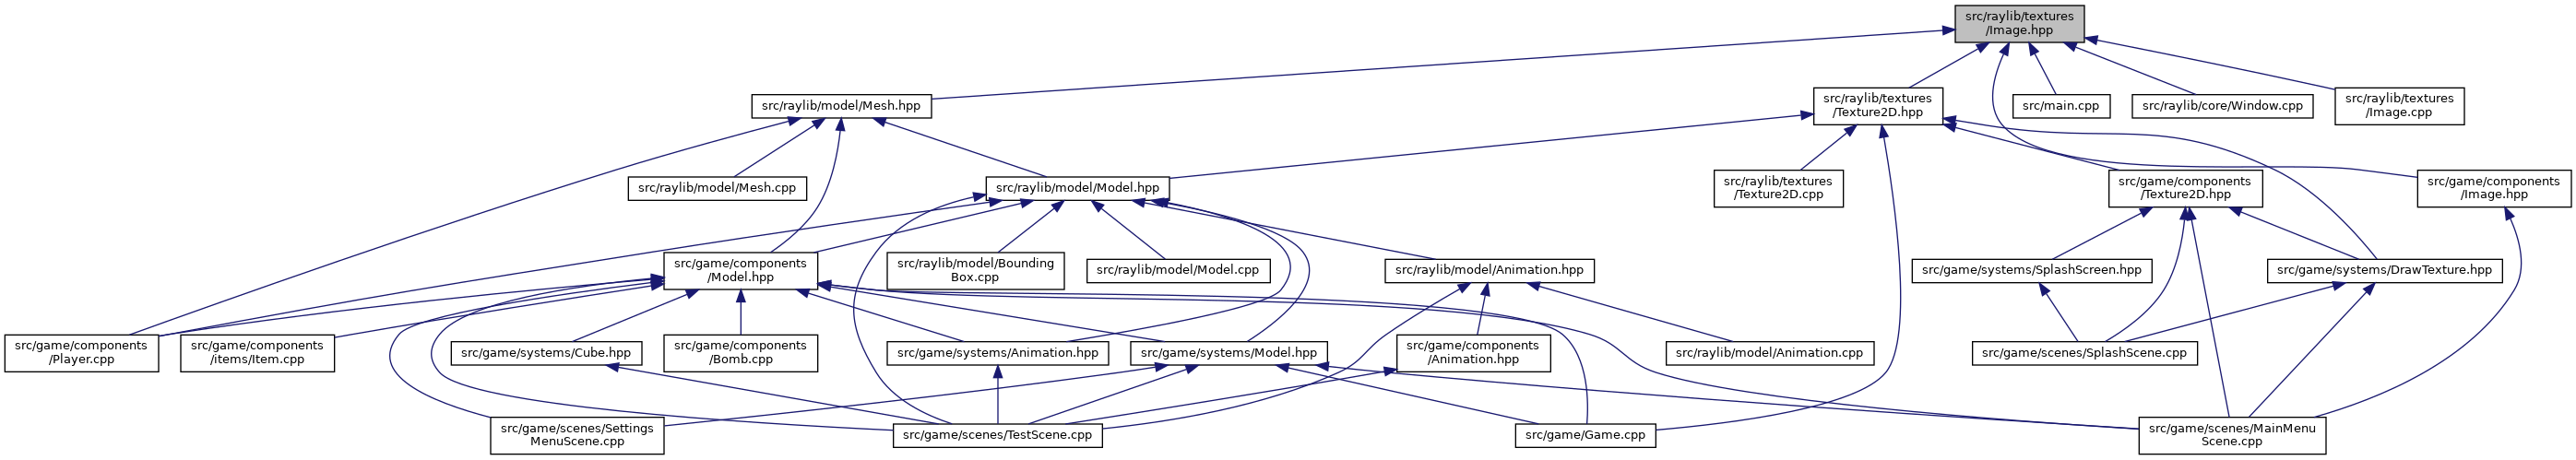 src/raylib/textures
/Image.hpp
src/raylib/model/Mesh.hpp
src/raylib/textures
/Texture2D.hpp
src/main.cpp
src/raylib/core/Window.cpp
src/raylib/textures
/Image.cpp
src/raylib/model/Mesh.cpp
src/raylib/model/Model.hpp
src/raylib/textures
/Texture2D.cpp
src/game/components
/Texture2D.hpp
src/game/components
/Image.hpp
src/game/components
/Model.hpp
src/raylib/model/Bounding
Box.cpp
src/raylib/model/Model.cpp
src/raylib/model/Animation.hpp
src/game/systems/SplashScreen.hpp
src/game/systems/DrawTexture.hpp
src/game/components
/Player.cpp
src/game/components
/items/Item.cpp
src/game/systems/Cube.hpp
src/game/components
/Bomb.cpp
src/game/systems/Animation.hpp
src/game/systems/Model.hpp
src/game/components
/Animation.hpp
src/raylib/model/Animation.cpp
src/game/scenes/SplashScene.cpp
src/game/scenes/Settings
MenuScene.cpp
src/game/scenes/TestScene.cpp
src/game/Game.cpp
src/game/scenes/MainMenu
Scene.cpp